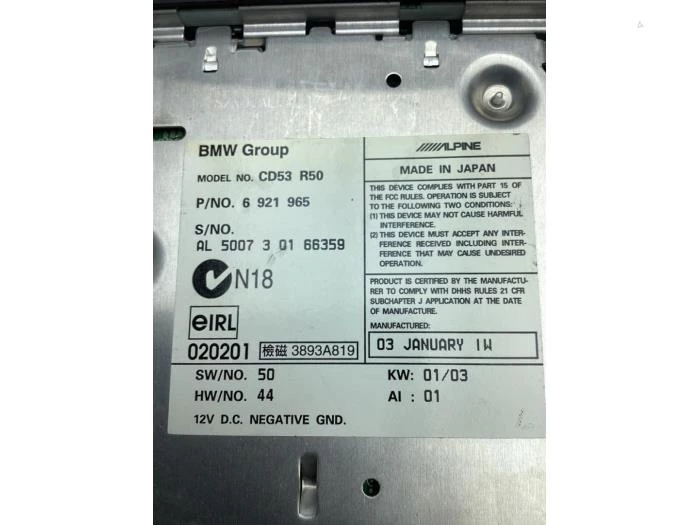 BMW Group
MODEL NO. CD53 R50
P/NO. 6 921 965
S/NO.
AL 5007 3 01 66359
N18
eIRL
020201 檢磁 3893A819
ALPINE
MADE IN JAPAN
THIS DEVICE COMPLIES WITH PART 15 OF
THE FCC RULES. OPERATION IS SUBJECT
TO THE FOLLOWING TWO CONDITIONS:
(1) THIS DEVICE MAY NOT CAUSE HARMFUL
INTERFERENCE.
(2) THIS DEVICE MUST ACCEPT ANY INTER-
FERENCE RECEIVED INCLUDING INTER-
FERENCE THAT MAY CAUSE UNDESIRED
OPERATION.
PRODUCT IS CERTIFIED BY THE MANUFACTU-
RER TO COMPLY WITH DHHS RULES 21 CFR
SUBCHAPTER J APPLICATION AT THE DATE
OF MANUFACTURE.
MANUFACTURED:
03 JANUARY 1W
SW/NO. 50
HW/NO. 44
12V D.C. NEGATIVE GND.
KW: 01/03
AI : 01